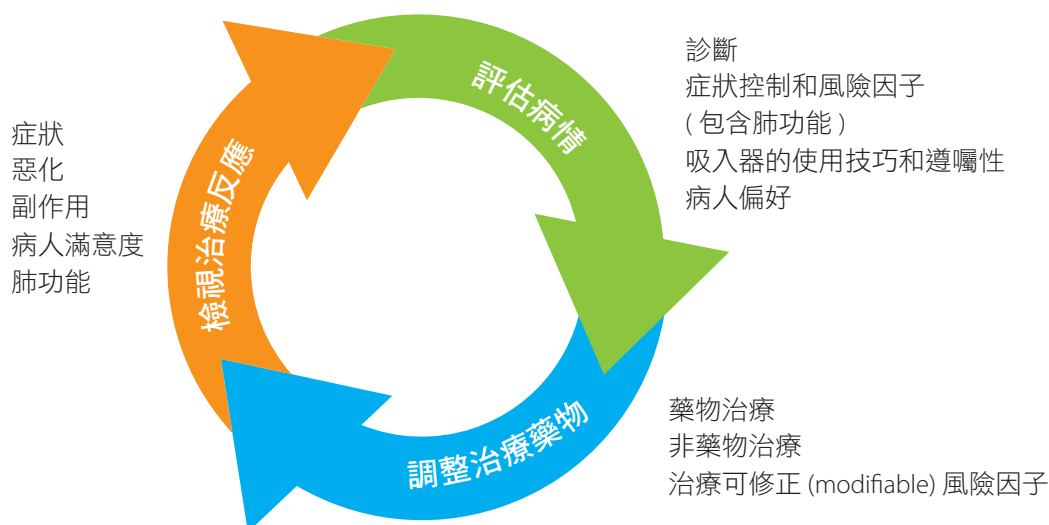 評估病情
診斷
症狀控制和風險因子
( 包含肺功能 )
吸入器的使用技巧和遵囑性
病人偏好
調整治療藥物
藥物治療
非藥物治療
治療可修正 (modifiable) 風險因子
檢視治療反應
症狀
惡化
副作用
病人滿意度
肺功能